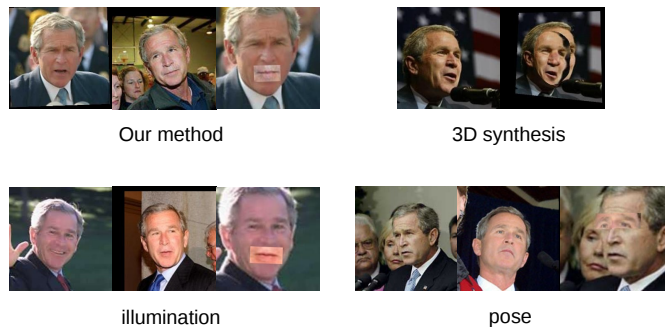 Our method
3D synthesis
illumination
pose